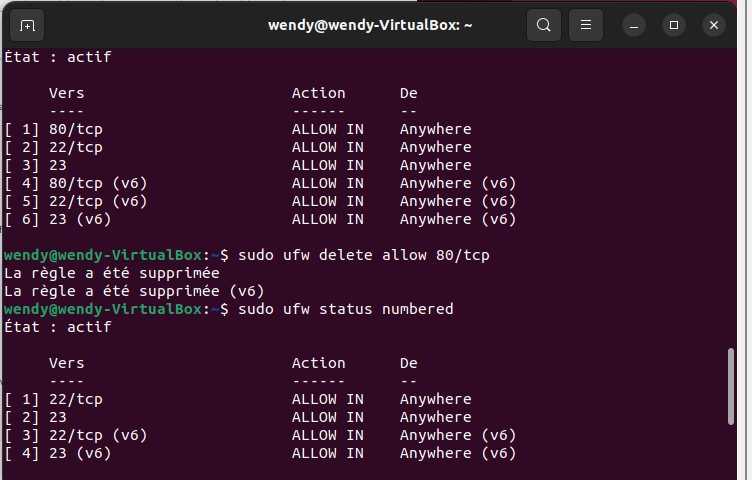 wendy@wendy-VirtualBox: ~
État : actif
Vers Action De
---- ------ --
[ 1] 80/tcp ALLOW IN Anywhere
[ 2] 22/tcp ALLOW IN Anywhere
[ 3] 23 ALLOW IN Anywhere
[ 4] 80/tcp (v6) ALLOW IN Anywhere (v6)
[ 5] 22/tcp (v6) ALLOW IN Anywhere (v6)
[ 6] 23 (v6) ALLOW IN Anywhere (v6)
wendy@wendy-VirtualBox:~$ sudo ufw delete allow 80/tcp
La règle a été supprimée
La règle a été supprimée (v6)
wendy@wendy-VirtualBox:~$ sudo ufw status numbered
État : actif
Vers Action De
---- ------ --
[ 1] 22/tcp ALLOW IN Anywhere
[ 2] 23 ALLOW IN Anywhere
[ 3] 22/tcp (v6) ALLOW IN Anywhere (v6)
[ 4] 23 (v6) ALLOW IN Anywhere (v6)